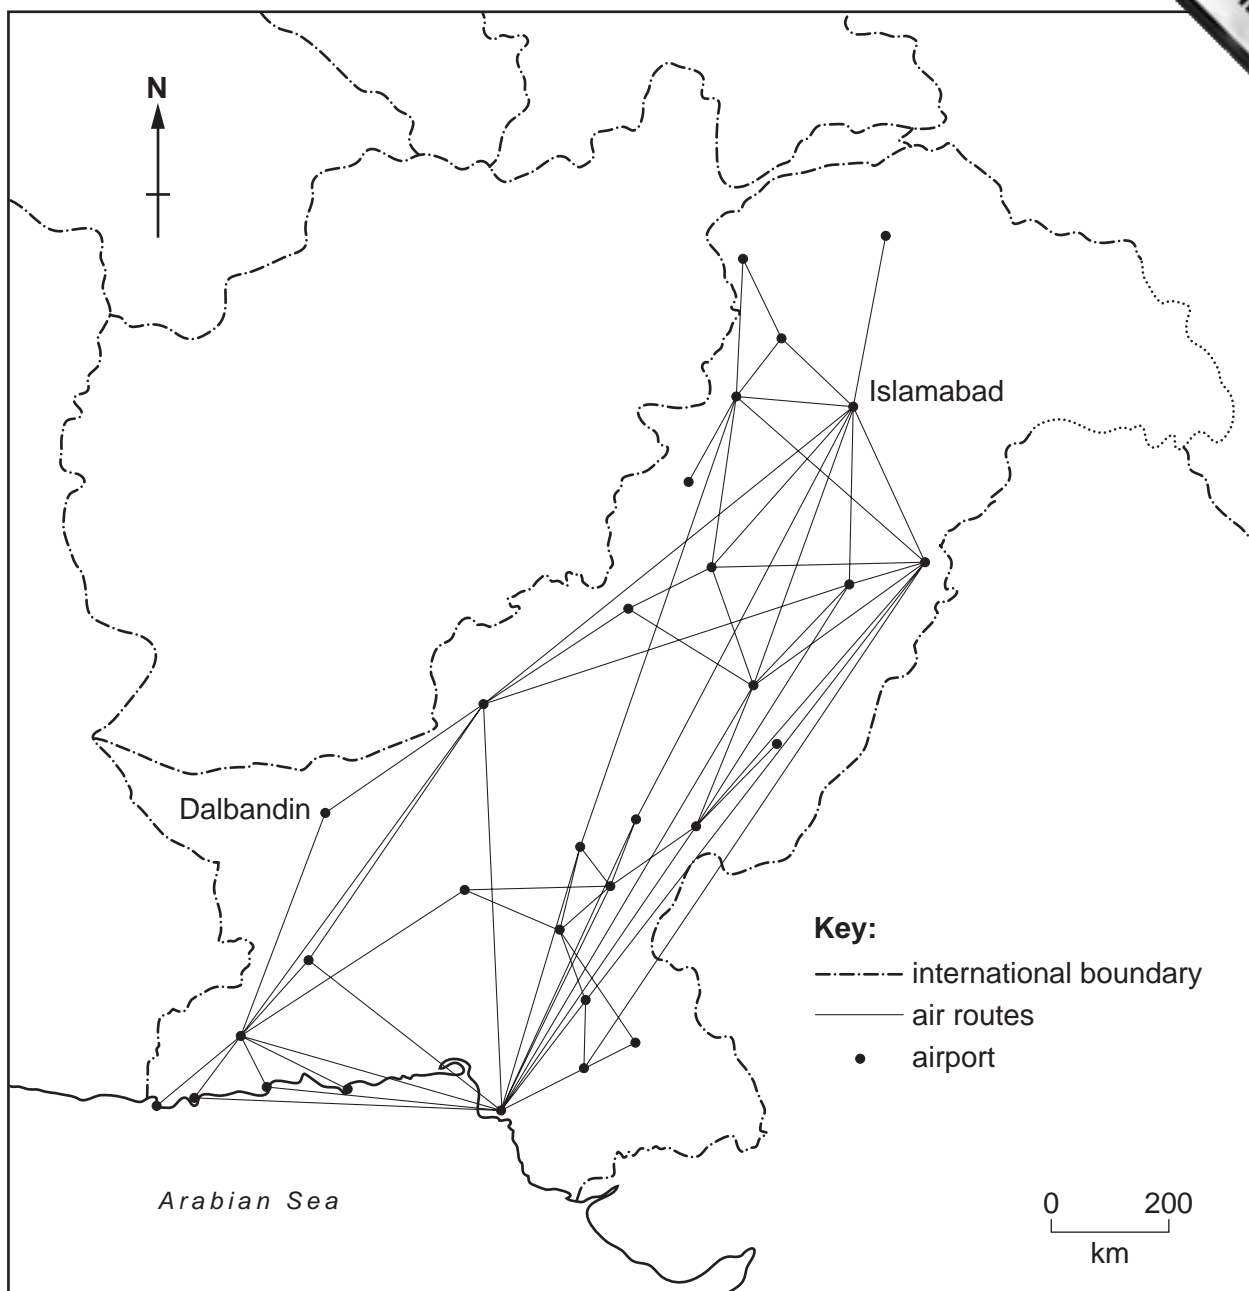 N
Islamabad
Dalbandin
Key:
international boundary
air routes
airport
Arabian Sea
0 200
km